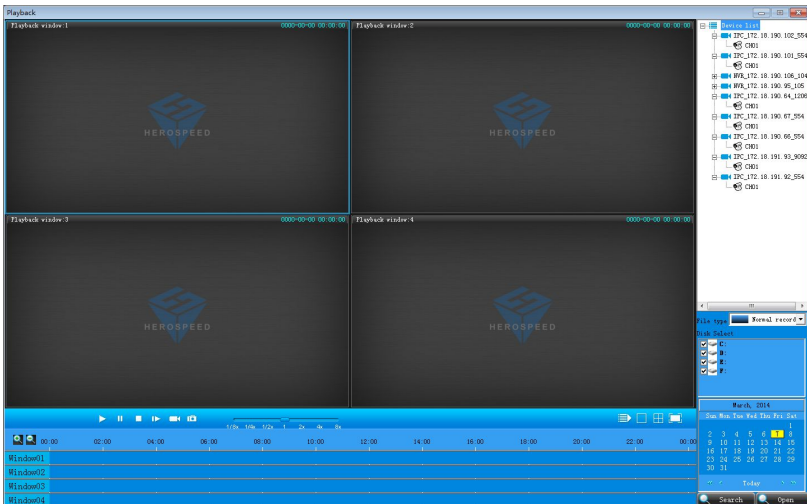 Playback
Playback window:1
0000-00-00 00:00:00
Playback window:2
0000-00-00 00:00:00
HEROSPEED
HEROSPEED
Playback window:3
0000-00-00 00:00:00
Playback window:4
0000-00-00 00:00:00
HEROSPEED
HEROSPEED
Device list
IPC_172.18.190.102_554
CH01
IPC_172.18.190.101_554
CH01
NVR_172.18.190.106_104
NVR_172.18.190.95_105
IPC_172.18.190.64_1206
CH01
IPC_172.18.190.67_554
CH01
IPC_172.18.190.66_554
CH01
IPC_172.18.191.93_9092
CH01
IPC_172.18.191.92_554
CH01
File type Normal record
Disk Select
C:
D:
E:
F:
March, 2014
Sun Mon Tue Wed Thu Fri Sat
1
2 3 4 5 6 7 8
9 10 11 12 13 14 15
16 17 18 19 20 21 22
23 24 25 26 27 28 29
30 31
Today
Search Open
1/8x 1/4x 1/2x 1 2x 4x 8x
00:00 02:00 04:00 06:00 08:00 10:00 12:00 14:00 16:00 18:00 20:00 22:00 00:00
Window01
Window02
Window03
Window04